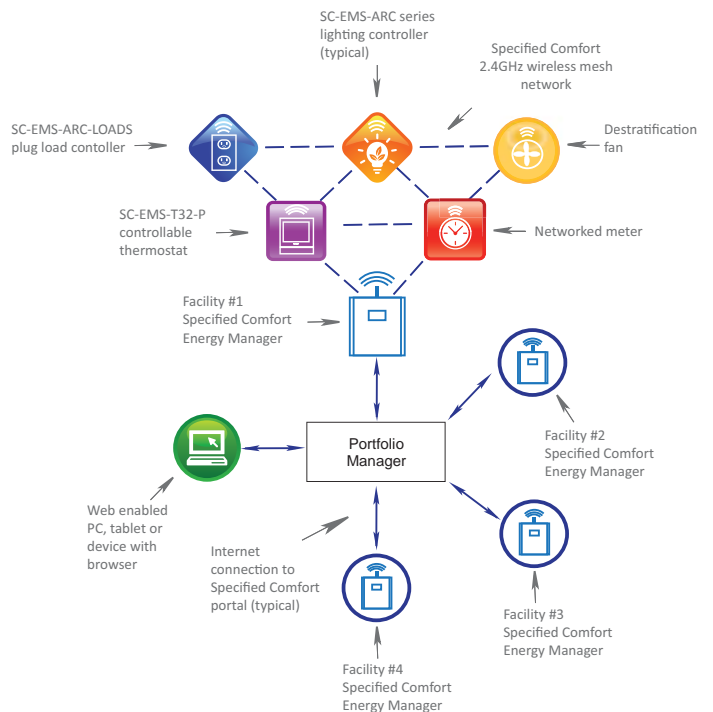 SC-EMS-ARC series
lighting controller
(typical)
Specified Comfort
2.4GHz wireless mesh
network
SC-EMS-ARC-LOADS
plug load contoller
Destratification
fan
SC-EMS-T32-P
controllable
thermostat
Networked meter
Facility #1
Specified Comfort
Energy Manager
Portfolio
Manager
Facility #2
Specified Comfort
Energy Manager
Web enabled
PC, tablet or
device with
browser
Internet
connection to
Specified Comfort
portal (typical)
Facility #3
Specified Comfort
Energy Manager
Facility #4
Specified Comfort
Energy Manager